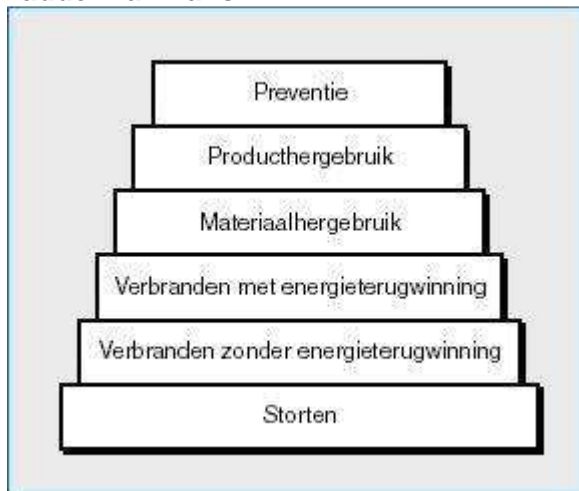 Preventie
Producthergebruik
Materiaalhergebruik
Verbranden met energieterugwinning
Verbranden zonder energieterugwinning
Storten